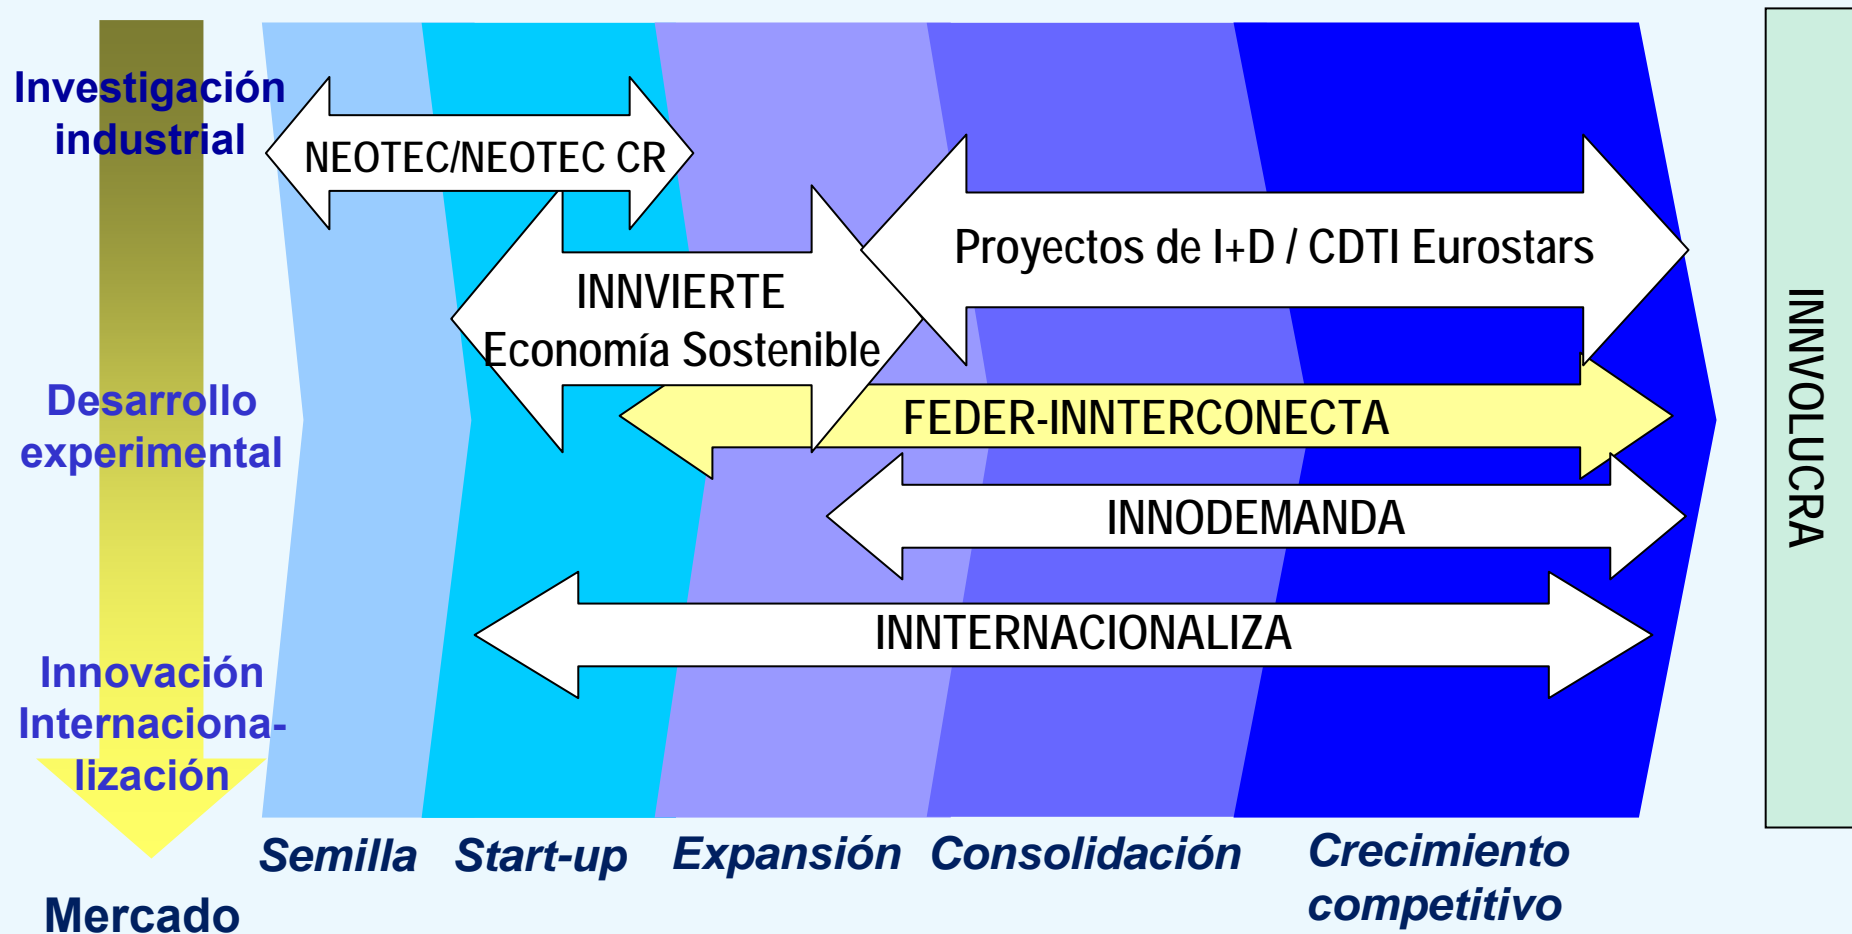 Investigación
industrial
NEOTEC/NEOTEC CR
Proyectos de I+D / CDTI Eurostars
INNVIERTE
Economía Sostenible
Desarrollo
experimental
FEDER-INNTERCONECTA
INNODEMANDA
INNTERNACIONALIZA
Innovación
Internaciona-
lización
INNVOLUCRA
Semilla
Start-up
Expansión
Consolidación
Crecimiento
competitivo
Mercado